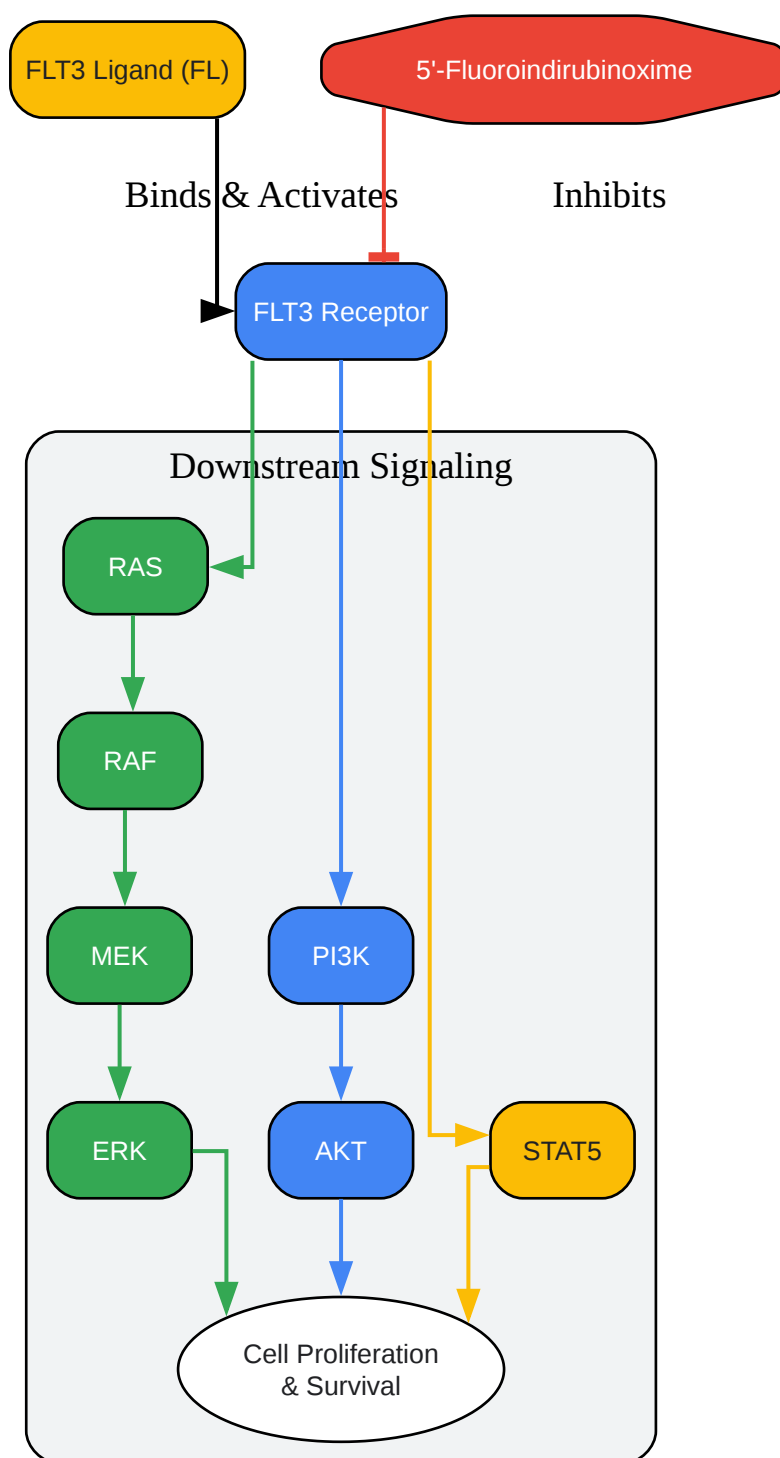 FLT3 Ligand (FL)
5'-Fluoroindirubinoxime
Binds & Activates
Inhibits
FLT3 Receptor
Downstream Signaling
RAS
RAF
MEK
PI3K
ERK
AKT
STAT5
Cell Proliferation
& Survival